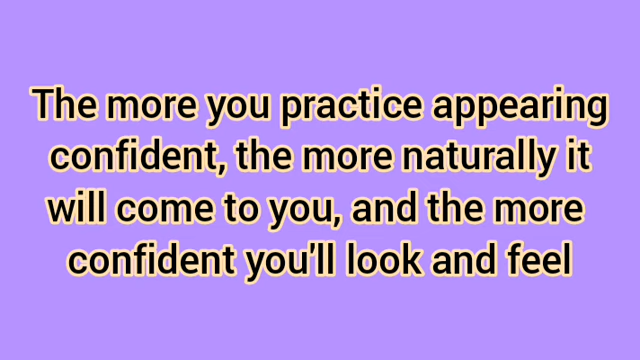 The more you practice appearing
confident, the more naturally it
will come to you, and the more
confident you'll look and feel